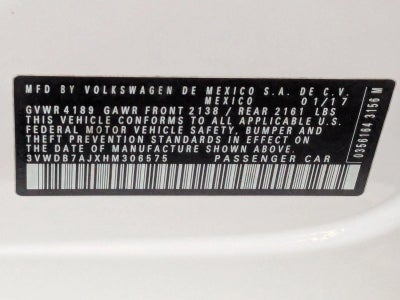 MFD BY VOLKSWAGEN DE MEXICO S.A. DE C.V.
MEXICO 01/17
GVWR 4189 GAWR FRONT 2138 / REAR 2161 LBS
THIS VEHICLE CONFORMS TO ALL APPLICABLE U.S.
FEDERAL MOTOR VEHICLE SAFETY, BUMPER AND
THEFT PREVENTION STANDARDS IN EFFECT ON
THE DATE OF MANUFACTURE SHOWN ABOVE.
3VWDB7AJXHM306575 PASSENGER CAR
0358164 3156 M